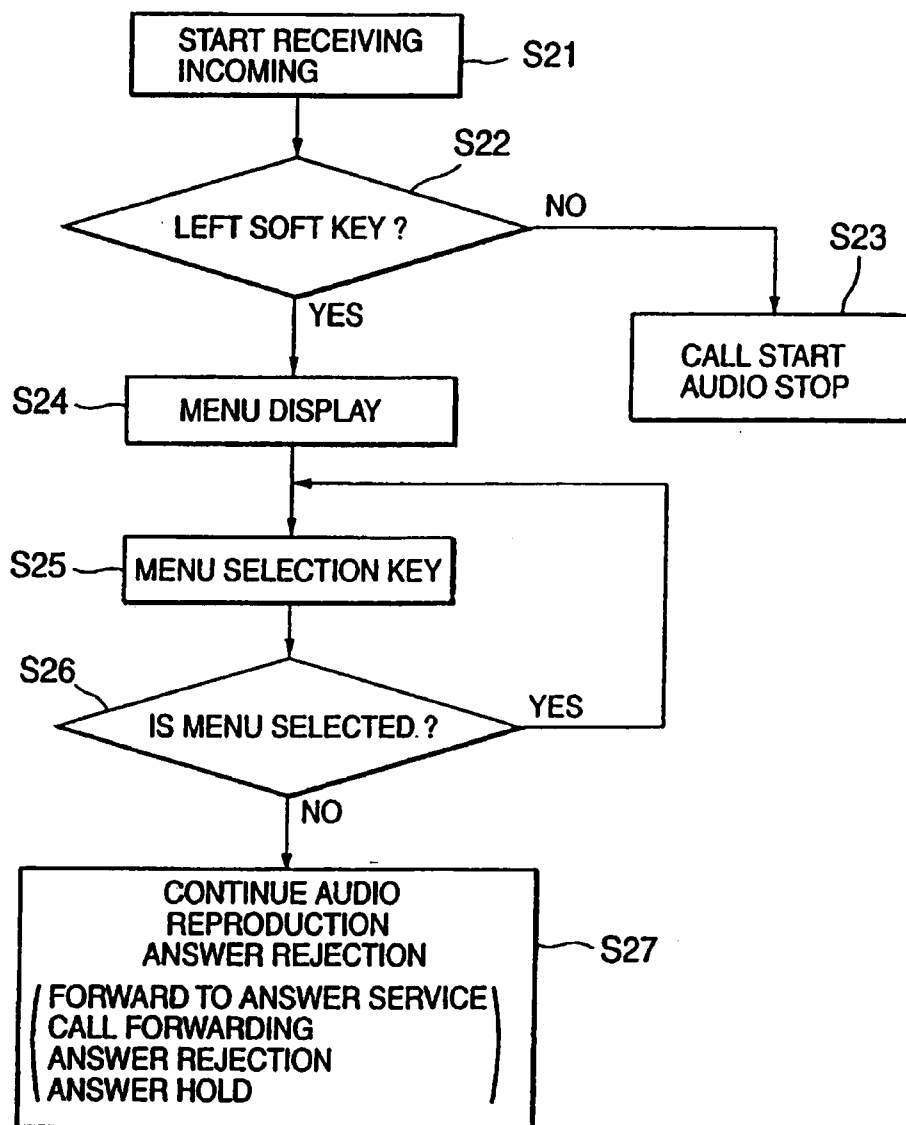 START RECEIVING
INCOMING
S21
S22
LEFT SOFT KEY ?
NO
S23
YES
CALL START
AUDIO STOP
S24
MENU DISPLAY
S25
MENU SELECTION KEY
S26
IS MENU SELECTED.?
YES
NO
CONTINUE AUDIO
REPRODUCTION
ANSWER REJECTION
S27
(FORWARD TO ANSWER SERVICE
CALL FORWARDING
ANSWER REJECTION
ANSWER HOLD)